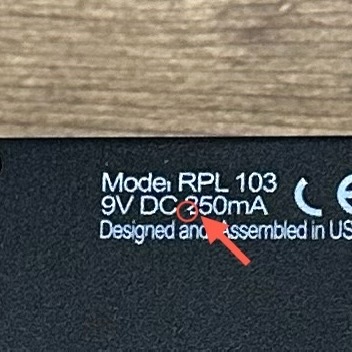 Model RPL 103
9V DC 250mA
Designed and Assembled in US